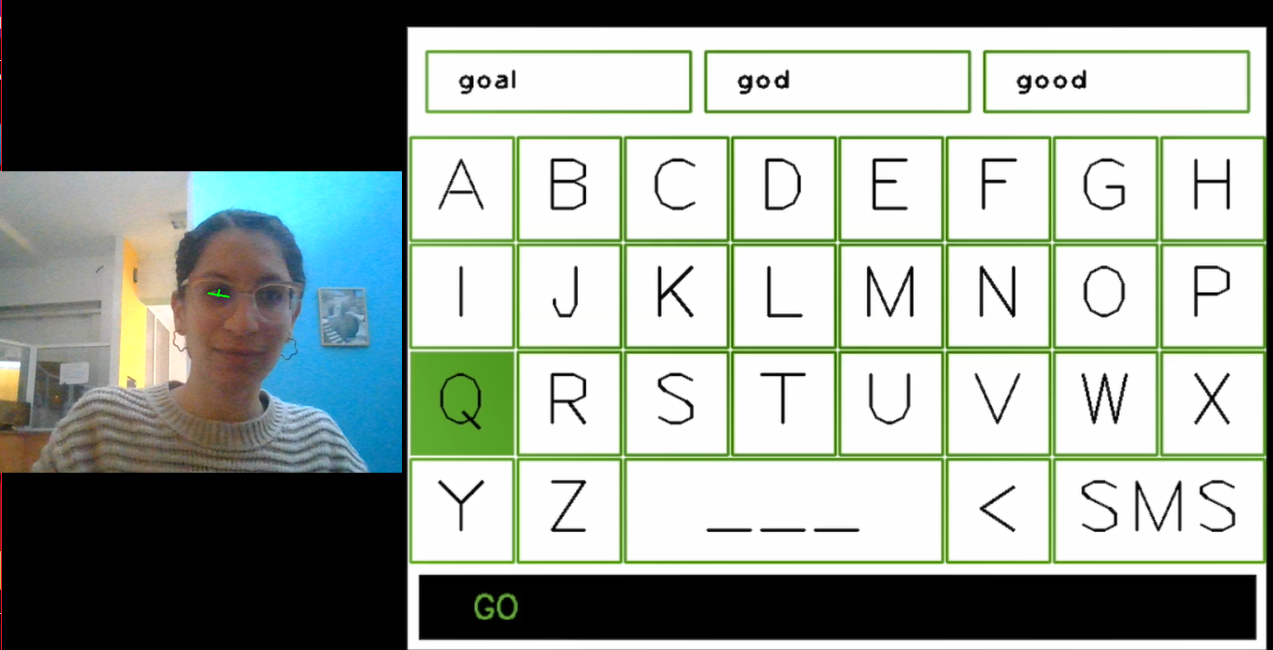 goal god good
A B C D E F G H
I J K L M N O P
Q R S T U V W X
Y Z ___ < SMS
GO